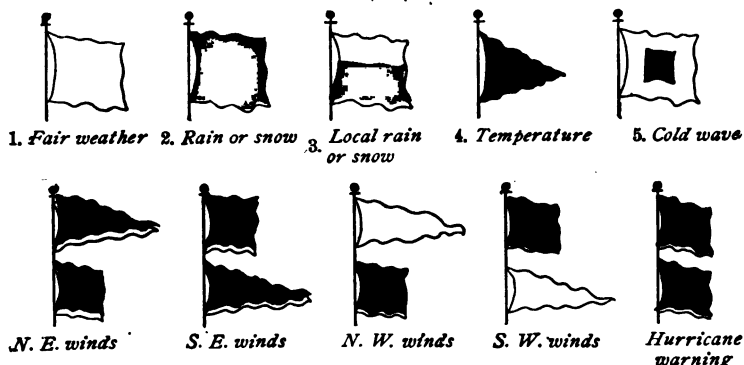 1. Fair weather
2. Rain or snow
3. Local rain
or snow
4. Temperature
5. Cold wave
N. E. winds
S. E. winds
N. W. winds
S. W. winds
Hurricane
warning